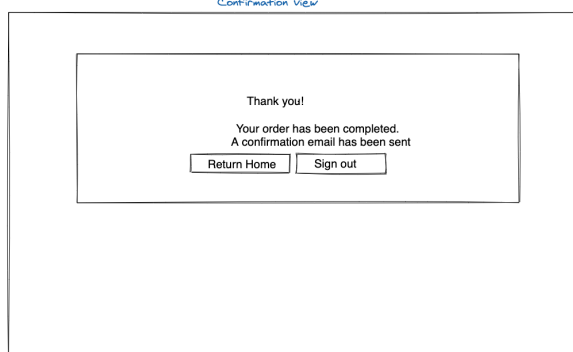 Confirmation View
Thank you!
Your order has been completed.
A confirmation email has been sent
Return Home
Sign out